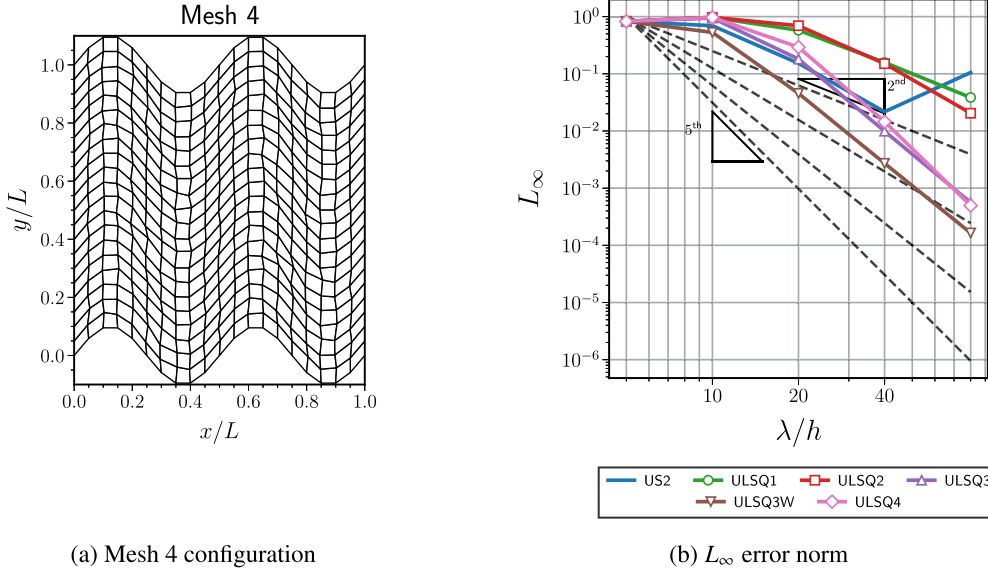 Mesh 4
1.0
0.8
0.6
0.4
0.2
0.0
y/L
0.0 0.2 0.4 0.6 0.8 1.0
x/L
10⁰
10⁻¹
10⁻²
10⁻³
10⁻⁴
10⁻⁵
10⁻⁶
L∞
2nd
5th
10 20 40
λ/h
US2 ULSQ1 ULSQ2 ULSQ3
ULSQ3W ULSQ4
(a) Mesh 4 configuration
(b) L∞ error norm